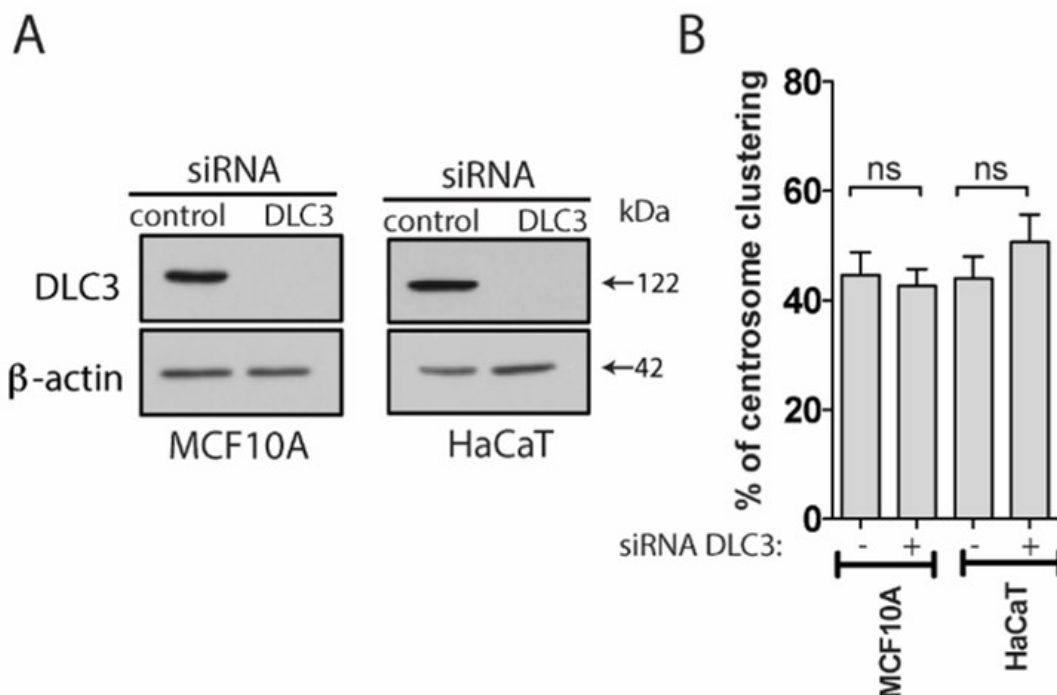 A
siRNA
control DLC3
siRNA
control DLC3
kDa
DLC3
←122
β-actin
←42
MCF10A
HaCaT
B
% of centrosome clustering
80
60
40
20
0
ns
ns
siRNA DLC3: - + - +
MCF10A
HaCaT